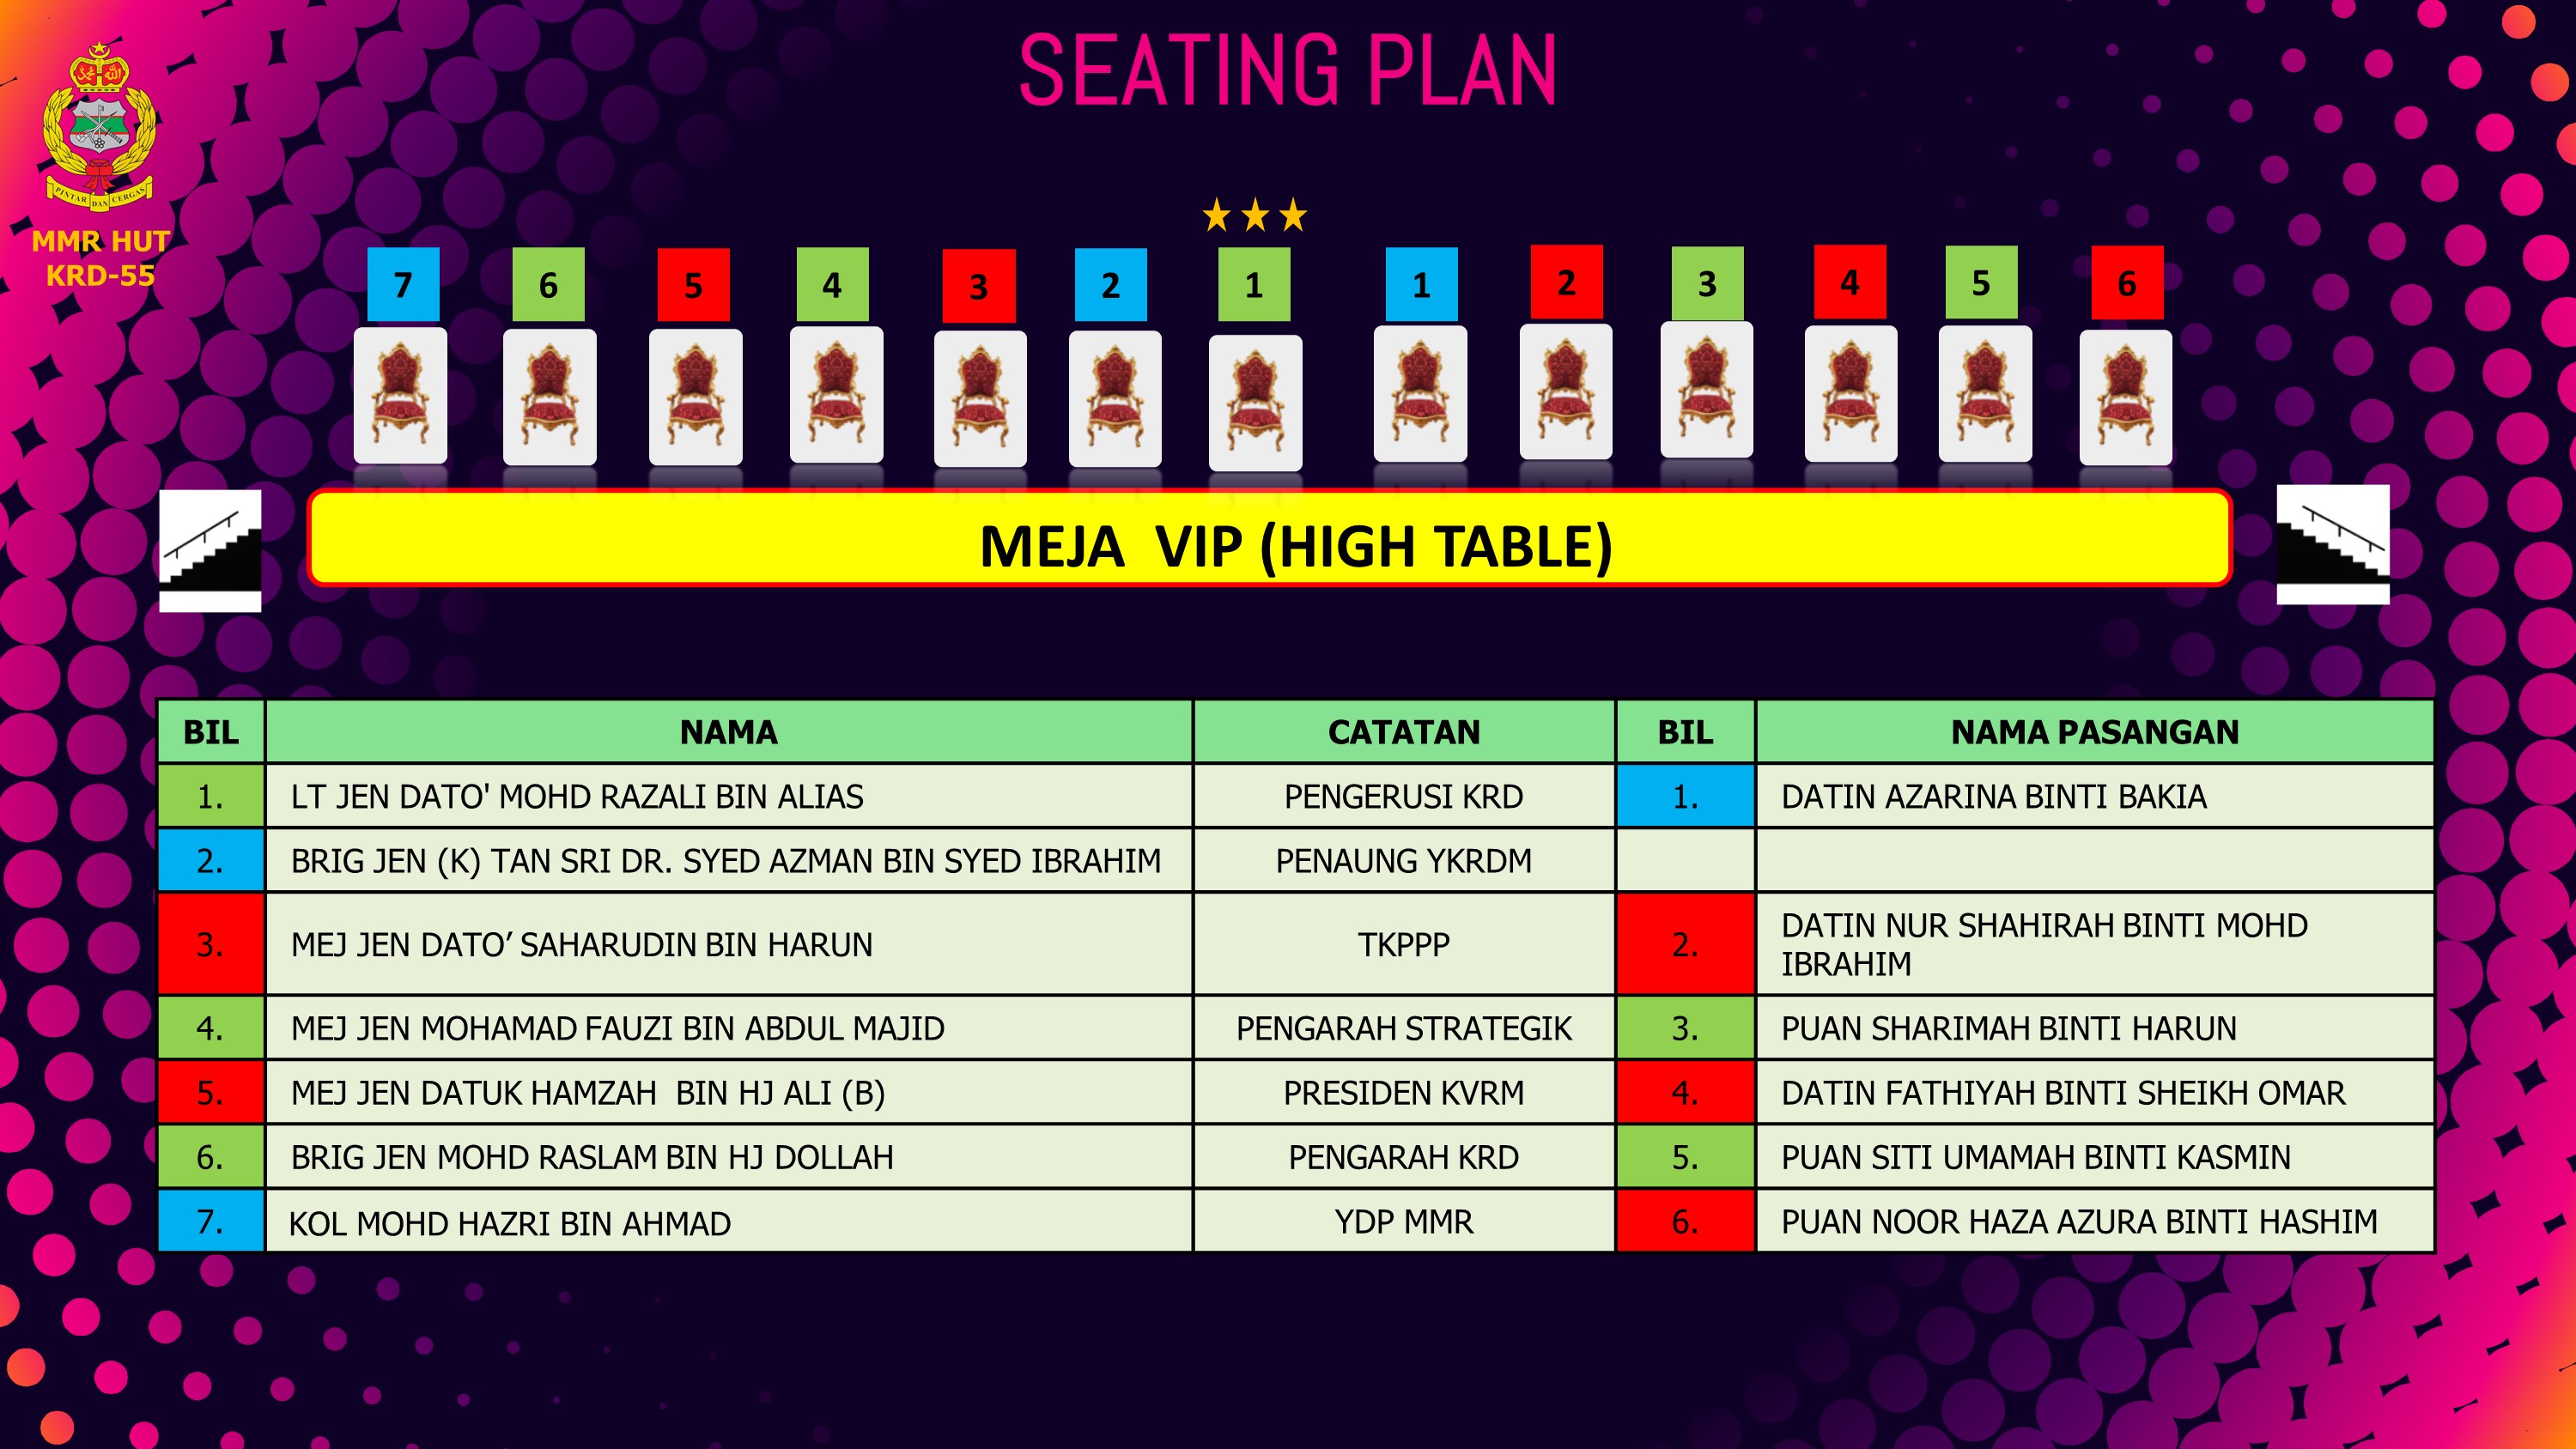 SEATING PLAN
PINTAR DAN CERGAS
MMR HUT
KRD-55
★★★
7 6 5 4 3 2 1 1 2 3 4 5 6
MEJA  VIP (HIGH TABLE)
BIL NAMA CATATAN BIL NAMA PASANGAN
1. LT JEN DATO' MOHD RAZALI BIN ALIAS PENGERUSI KRD 1. DATIN AZARINA BINTI BAKIA
2. BRIG JEN (K) TAN SRI DR. SYED AZMAN BIN SYED IBRAHIM PENAUNG YKRDM
3. MEJ JEN DATO’ SAHARUDIN BIN HARUN TKPPP 2. DATIN NUR SHAHIRAH BINTI MOHD
IBRAHIM
4. MEJ JEN MOHAMAD FAUZI BIN ABDUL MAJID PENGARAH STRATEGIK 3. PUAN SHARIMAH BINTI HARUN
5. MEJ JEN DATUK HAMZAH  BIN HJ ALI (B) PRESIDEN KVRM 4. DATIN FATHIYAH BINTI SHEIKH OMAR
6. BRIG JEN MOHD RASLAM BIN HJ DOLLAH PENGARAH KRD 5. PUAN SITI UMAMAH BINTI KASMIN
7. KOL MOHD HAZRI BIN AHMAD YDP MMR 6. PUAN NOOR HAZA AZURA BINTI HASHIM